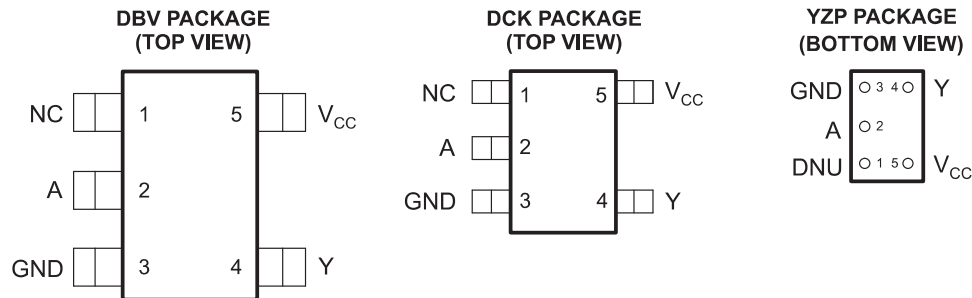 DBV PACKAGE
(TOP VIEW)
NC 1 5 VCC
A 2
GND 3 4 Y
DCK PACKAGE
(TOP VIEW)
NC 1 5 VCC
A 2
GND 3 4 Y
YZP PACKAGE
(BOTTOM VIEW)
GND 3 4 Y
A 2
DNU 1 5 VCC